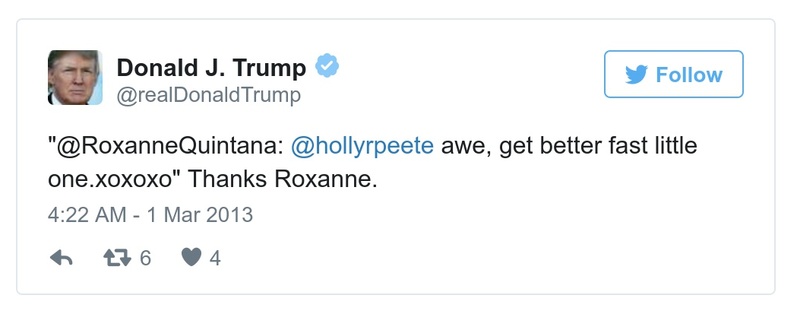 Donald J. Trump
@realDonaldTrump
Follow
"@RoxanneQuintana: @hollyrpeete awe, get better fast little
one.xoxoxo" Thanks Roxanne.
4:22 AM - 1 Mar 2013
6 4